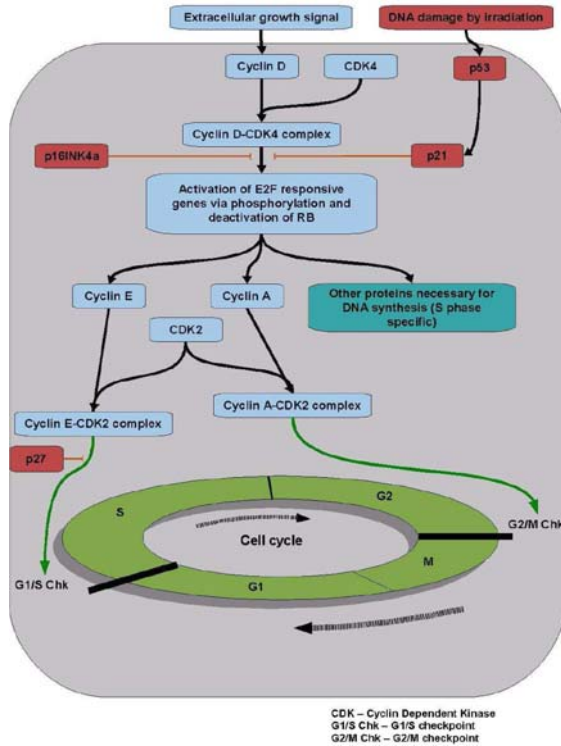 Extracellular growth signal
DNA damage by irradiation
Cyclin D
CDK4
p53
Cyclin D-CDK4 complex
p16INK4a
p21
Activation of E2F responsive
genes via phosphorylation and
deactivation of RB
Cyclin E
Cyclin A
Other proteins necessary for
DNA synthesis (S phase
specific)
CDK2
Cyclin E-CDK2 complex
Cyclin A-CDK2 complex
p27
S
G2
G2/M Chk
Cell cycle
M
G1/S Chk
G1
CDK – Cyclin Dependent Kinase
G1/S Chk – G1/S checkpoint
G2/M Chk – G2/M checkpoint